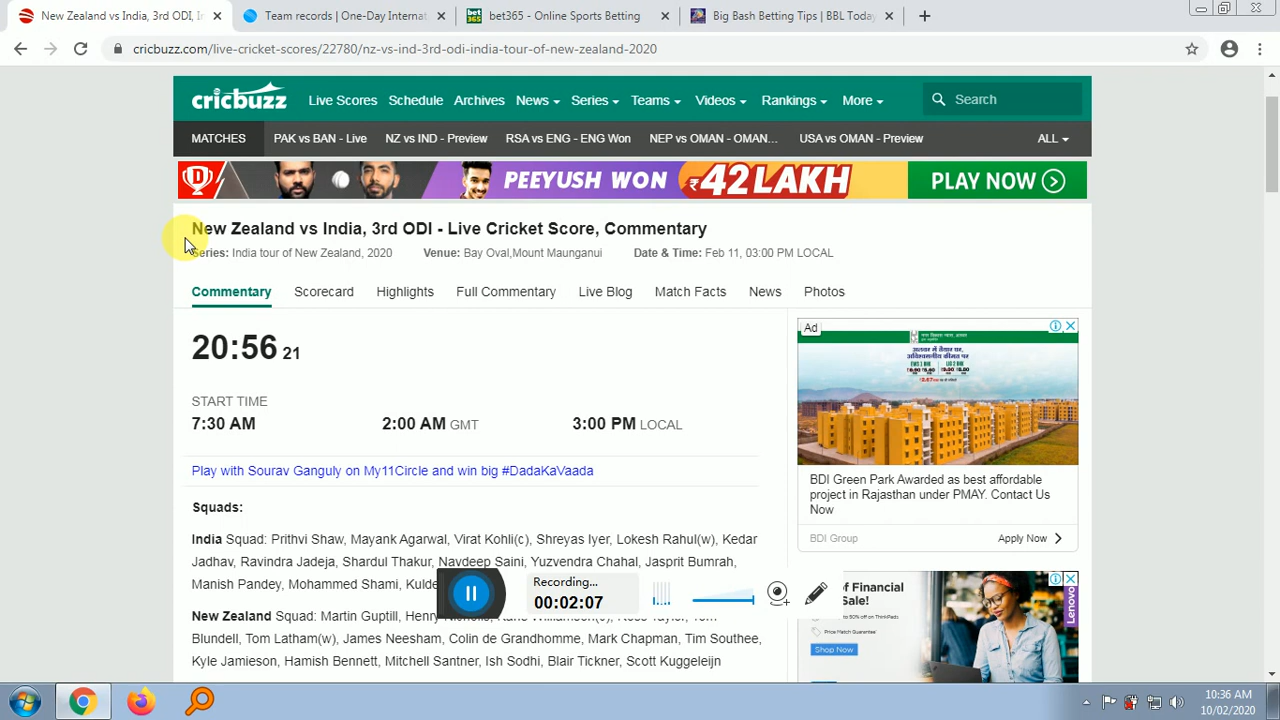 New Zealand vs India, 3rd ODI, In
Team records | One-Day Internat
bet365 - Online Sports Betting
Big Bash Betting Tips | BBL Today
cricbuzz.com/live-cricket-scores/22780/nz-vs-ind-3rd-odi-india-tour-of-new-zealand-2020
cricbuzz Live Scores Schedule Archives News Series Teams Videos Rankings More Search
MATCHES PAK vs BAN - Live NZ vs IND - Preview RSA vs ENG - ENG Won NEP vs OMAN - OMAN... USA vs OMAN - Preview ALL
PEEYUSH WON ₹42 LAKH PLAY NOW
New Zealand vs India, 3rd ODI - Live Cricket Score, Commentary
Series: India tour of New Zealand, 2020 Venue: Bay Oval,Mount Maunganui Date & Time: Feb 11, 03:00 PM LOCAL
Commentary Scorecard Highlights Full Commentary Live Blog Match Facts News Photos
20:56 21
START TIME
7:30 AM 2:00 AM GMT 3:00 PM LOCAL
Play with Sourav Ganguly on My11Circle and win big #DadaKaVaada
Squads:
India Squad: Prithvi Shaw, Mayank Agarwal, Virat Kohli(c), Shreyas Iyer, Lokesh Rahul(w), Kedar
Jadhav, Ravindra Jadeja, Shardul Thakur, Navdeep Saini, Yuzvendra Chahal, Jasprit Bumrah,
Manish Pandey, Mohammed Shami,
New Zealand Squad: Martin Guptill, Henry
Blundell, Tom Latham(w), James Neesham, Colin de Grandhomme, Mark Chapman, Tim Southee,
Kyle Jamieson, Hamish Bennett, Mitchell Santner, Ish Sodhi, Blair Tickner, Scott Kuggeleijn
Recording...
00:02:07
Ad
BDI Green Park Awarded as best affordable
project in Rajasthan under PMAY. Contact Us
Now
BDI Group Apply Now
of Financial
Sale!
Price Match Guarantee
Shop Now
Lenovo
10:36 AM
10/02/2020